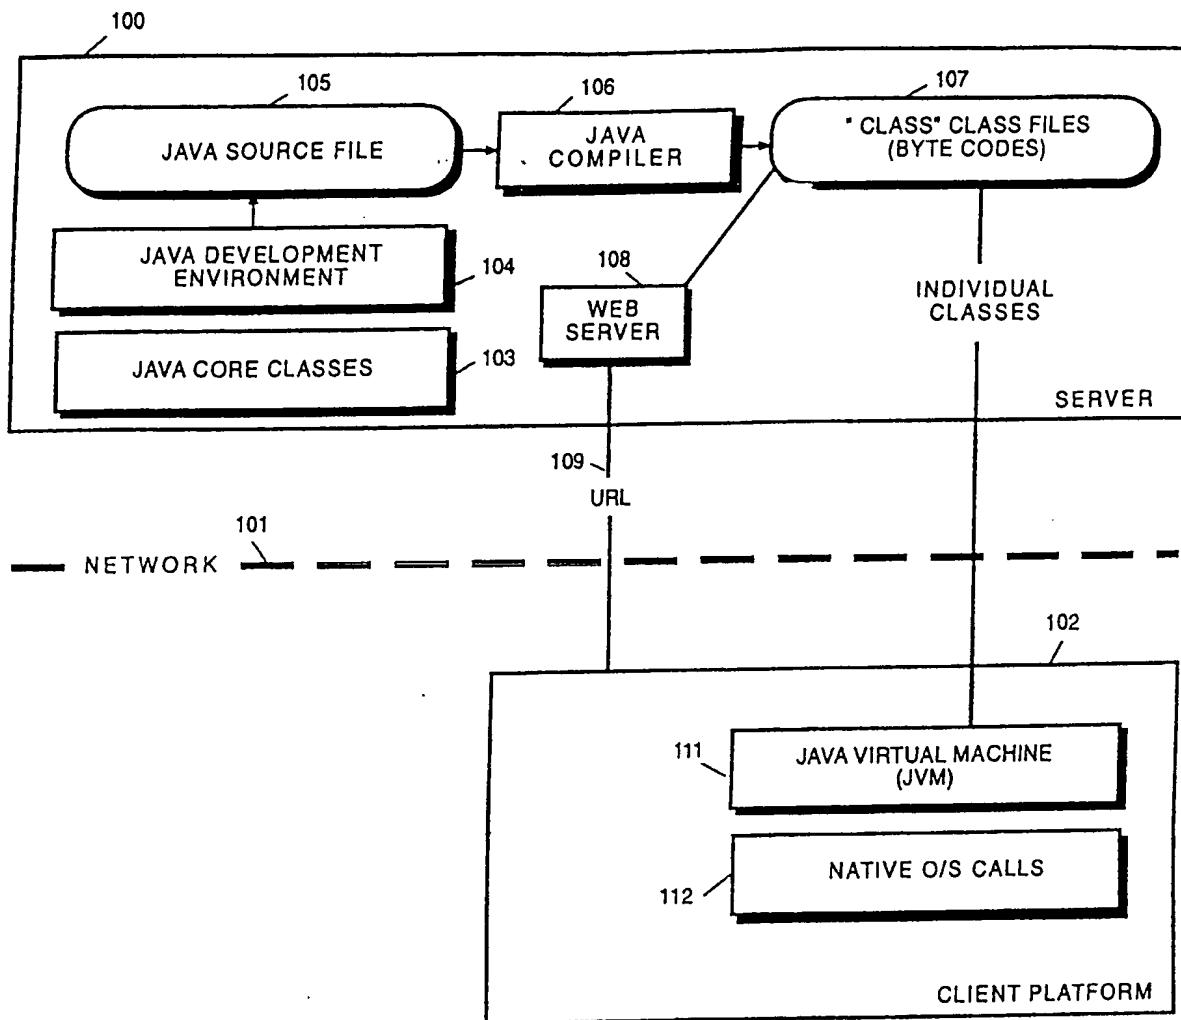 100
105
106
107
JAVA SOURCE FILE
JAVA
COMPILER
"CLASS" CLASS FILES
(BYTE CODES)
JAVA DEVELOPMENT
ENVIRONMENT
104
108
WEB
SERVER
INDIVIDUAL
CLASSES
JAVA CORE CLASSES
103
SERVER
109
URL
101
NETWORK
102
111
JAVA VIRTUAL MACHINE
(JVM)
112
NATIVE O/S CALLS
CLIENT PLATFORM